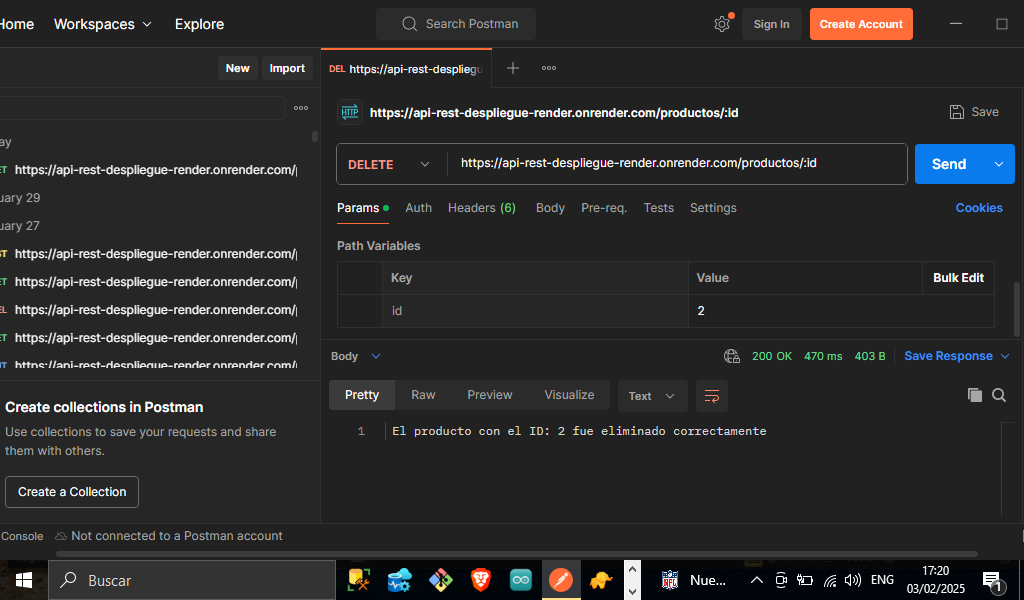 Home Workspaces Explore Search Postman Sign In Create Account
New Import
DEL https://api-rest-despliegu
HTTP https://api-rest-despliegue-render.onrender.com/productos/:id Save
ay
ET https://api-rest-despliegue-render.onrender.com/p
uary 29
uary 27
ST https://api-rest-despliegue-render.onrender.com/p
ET https://api-rest-despliegue-render.onrender.com/p
EL https://api-rest-despliegue-render.onrender.com/p
ET https://api-rest-despliegue-render.onrender.com/p
UT https://api-rest-despliegue-render.onrender.com/p
DELETE https://api-rest-despliegue-render.onrender.com/productos/:id Send
Params Auth Headers (6) Body Pre-req. Tests Settings Cookies
Path Variables
Key Value Bulk Edit
id 2
Body 200 OK 470 ms 403 B Save Response
Pretty Raw Preview Visualize Text
1 El producto con el ID: 2 fue eliminado correctamente
Create collections in Postman
Use collections to save your requests and share
them with others.
Create a Collection
Console Not connected to a Postman account
Buscar NFL Nue... ENG 17:20
03/02/2025 1